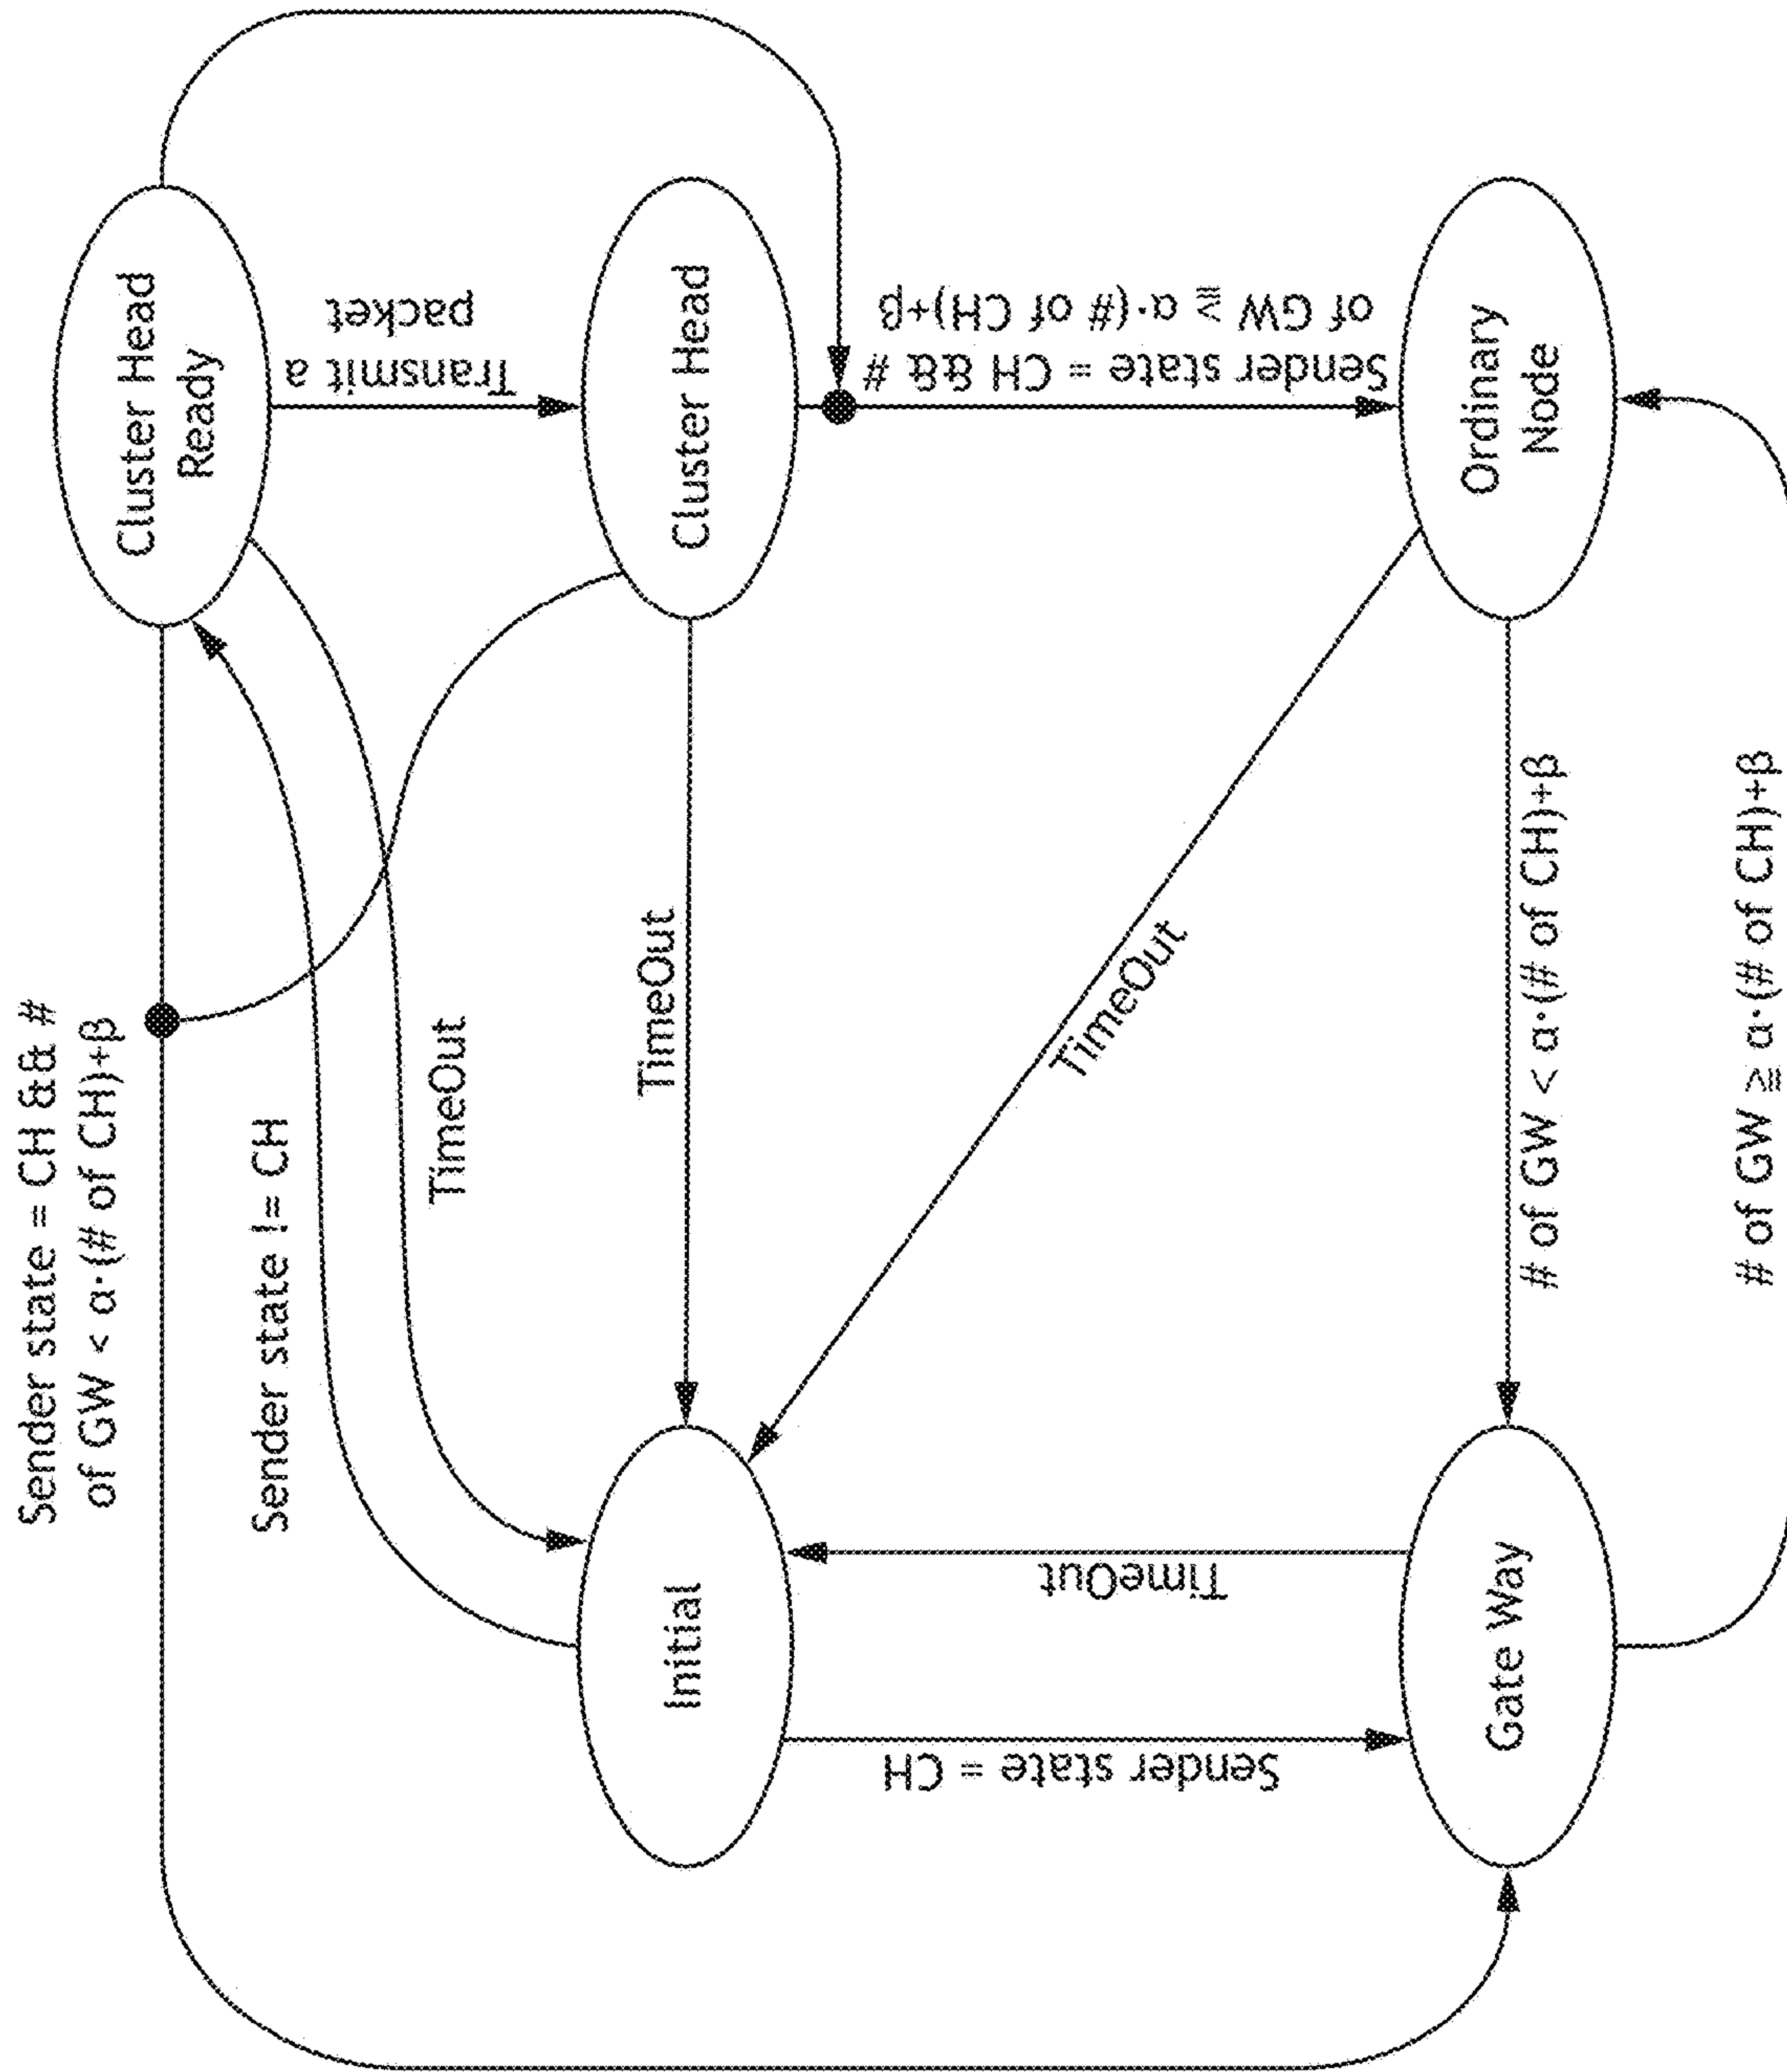 Sender state = CH && #
of GW < α·(# of CH)+β
Cluster Head
Ready
Sender state != CH
TimeOut
Transmit a
packet
Initial
TimeOut
Cluster Head
Sender state = CH
TimeOut
TimeOut
Sender state = CH && #
of GW ≧ α·(# of CH)+β
Gate Way
# of GW < α·(# of CH)+β
Ordinary
Node
# of GW ≧ α·(# of CH)+β